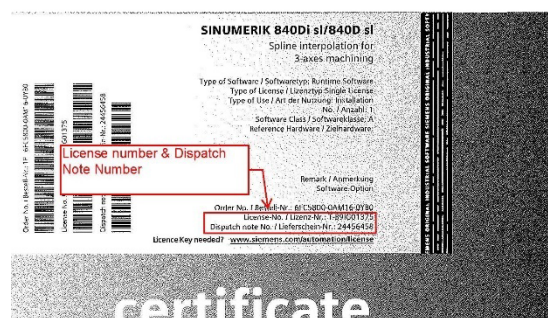 SINUMERIK 840Di sl/840D sl
Spline interpolation for
3-axes machining
Type of Software / Softwaretyp: Runtime Software
Type of License / Lizenztyp Single License
Type of Use / Art der Nutzung: Installation
No. / Anzahl: 1
Software Class / Softwareklasse: A
Reference Hardware / Zielhardware:
License number & Dispatch
Note Number
Remark / Anmerkung
Software-Option
Order No. / Bestell-Nr.: 6FC5800-0AM16-0YB0
License-No. / Lizenz-Nr.: T-B9IG01375
Dispatch note No. / Lieferschein-Nr.: 24456458
Licence Key needed? www.siemens.com/automation/license
certificate